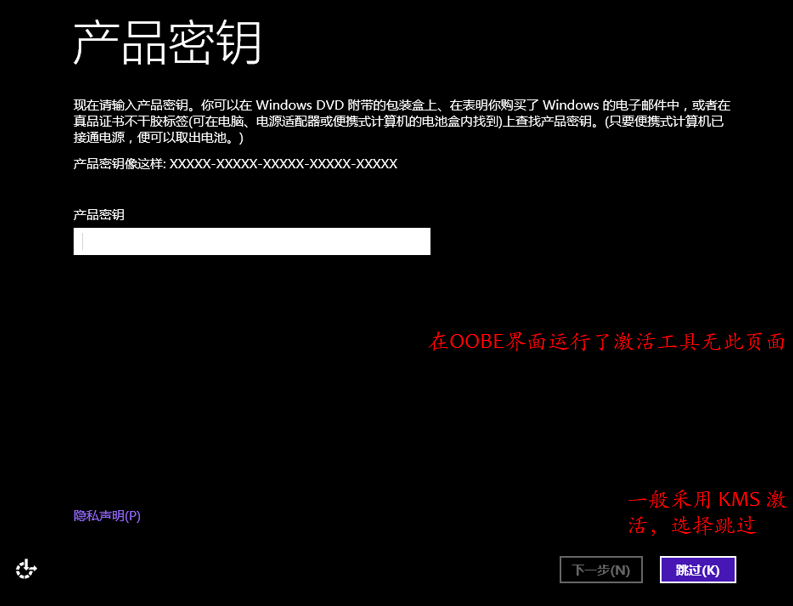 产品密钥
现在请输入产品密钥。你可以在 Windows DVD 附带的包装盒上、在表明你购买了 Windows 的电子邮件中，或者在
真品证书不干胶标签(可在电脑、电源适配器或便携式计算机的电池盒内找到)上查找产品密钥。(只要便携式计算机已
接通电源，便可以取出电池。)
产品密钥像这样: XXXXX-XXXXX-XXXXX-XXXXX-XXXXX
产品密钥
在OOBE界面运行了激活工具无此页面
一般采用 KMS 激
活，选择跳过
隐私声明(P)
下一步(N)
跳过(K)